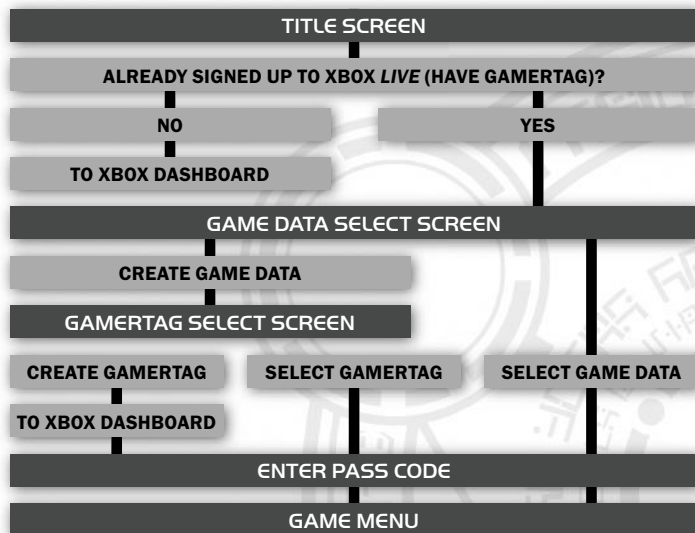 TITLE SCREEN
ALREADY SIGNED UP TO XBOX LIVE (HAVE GAMERTAG)?
NO
YES
TO XBOX DASHBOARD
GAME DATA SELECT SCREEN
CREATE GAME DATA
GAMERTAG SELECT SCREEN
CREATE GAMERTAG
SELECT GAMERTAG
SELECT GAME DATA
TO XBOX DASHBOARD
ENTER PASS CODE
GAME MENU